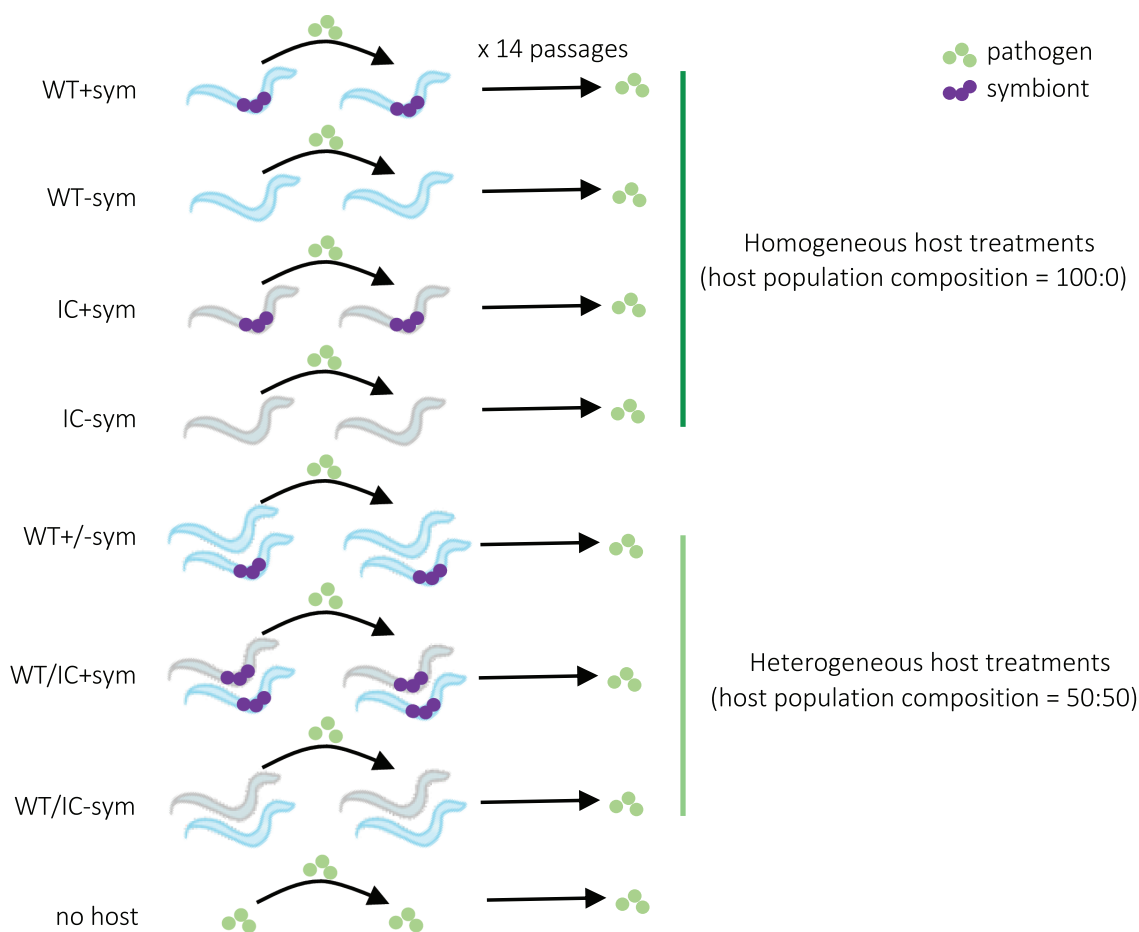 x 14 passages
pathogen
symbiont
WT+sym
WT-sym
Homogeneous host treatments
(host population composition = 100:0)
IC+sym
IC-sym
WT+/-sym
WT/IC+sym
Heterogeneous host treatments
(host population composition = 50:50)
WT/IC-sym
no host